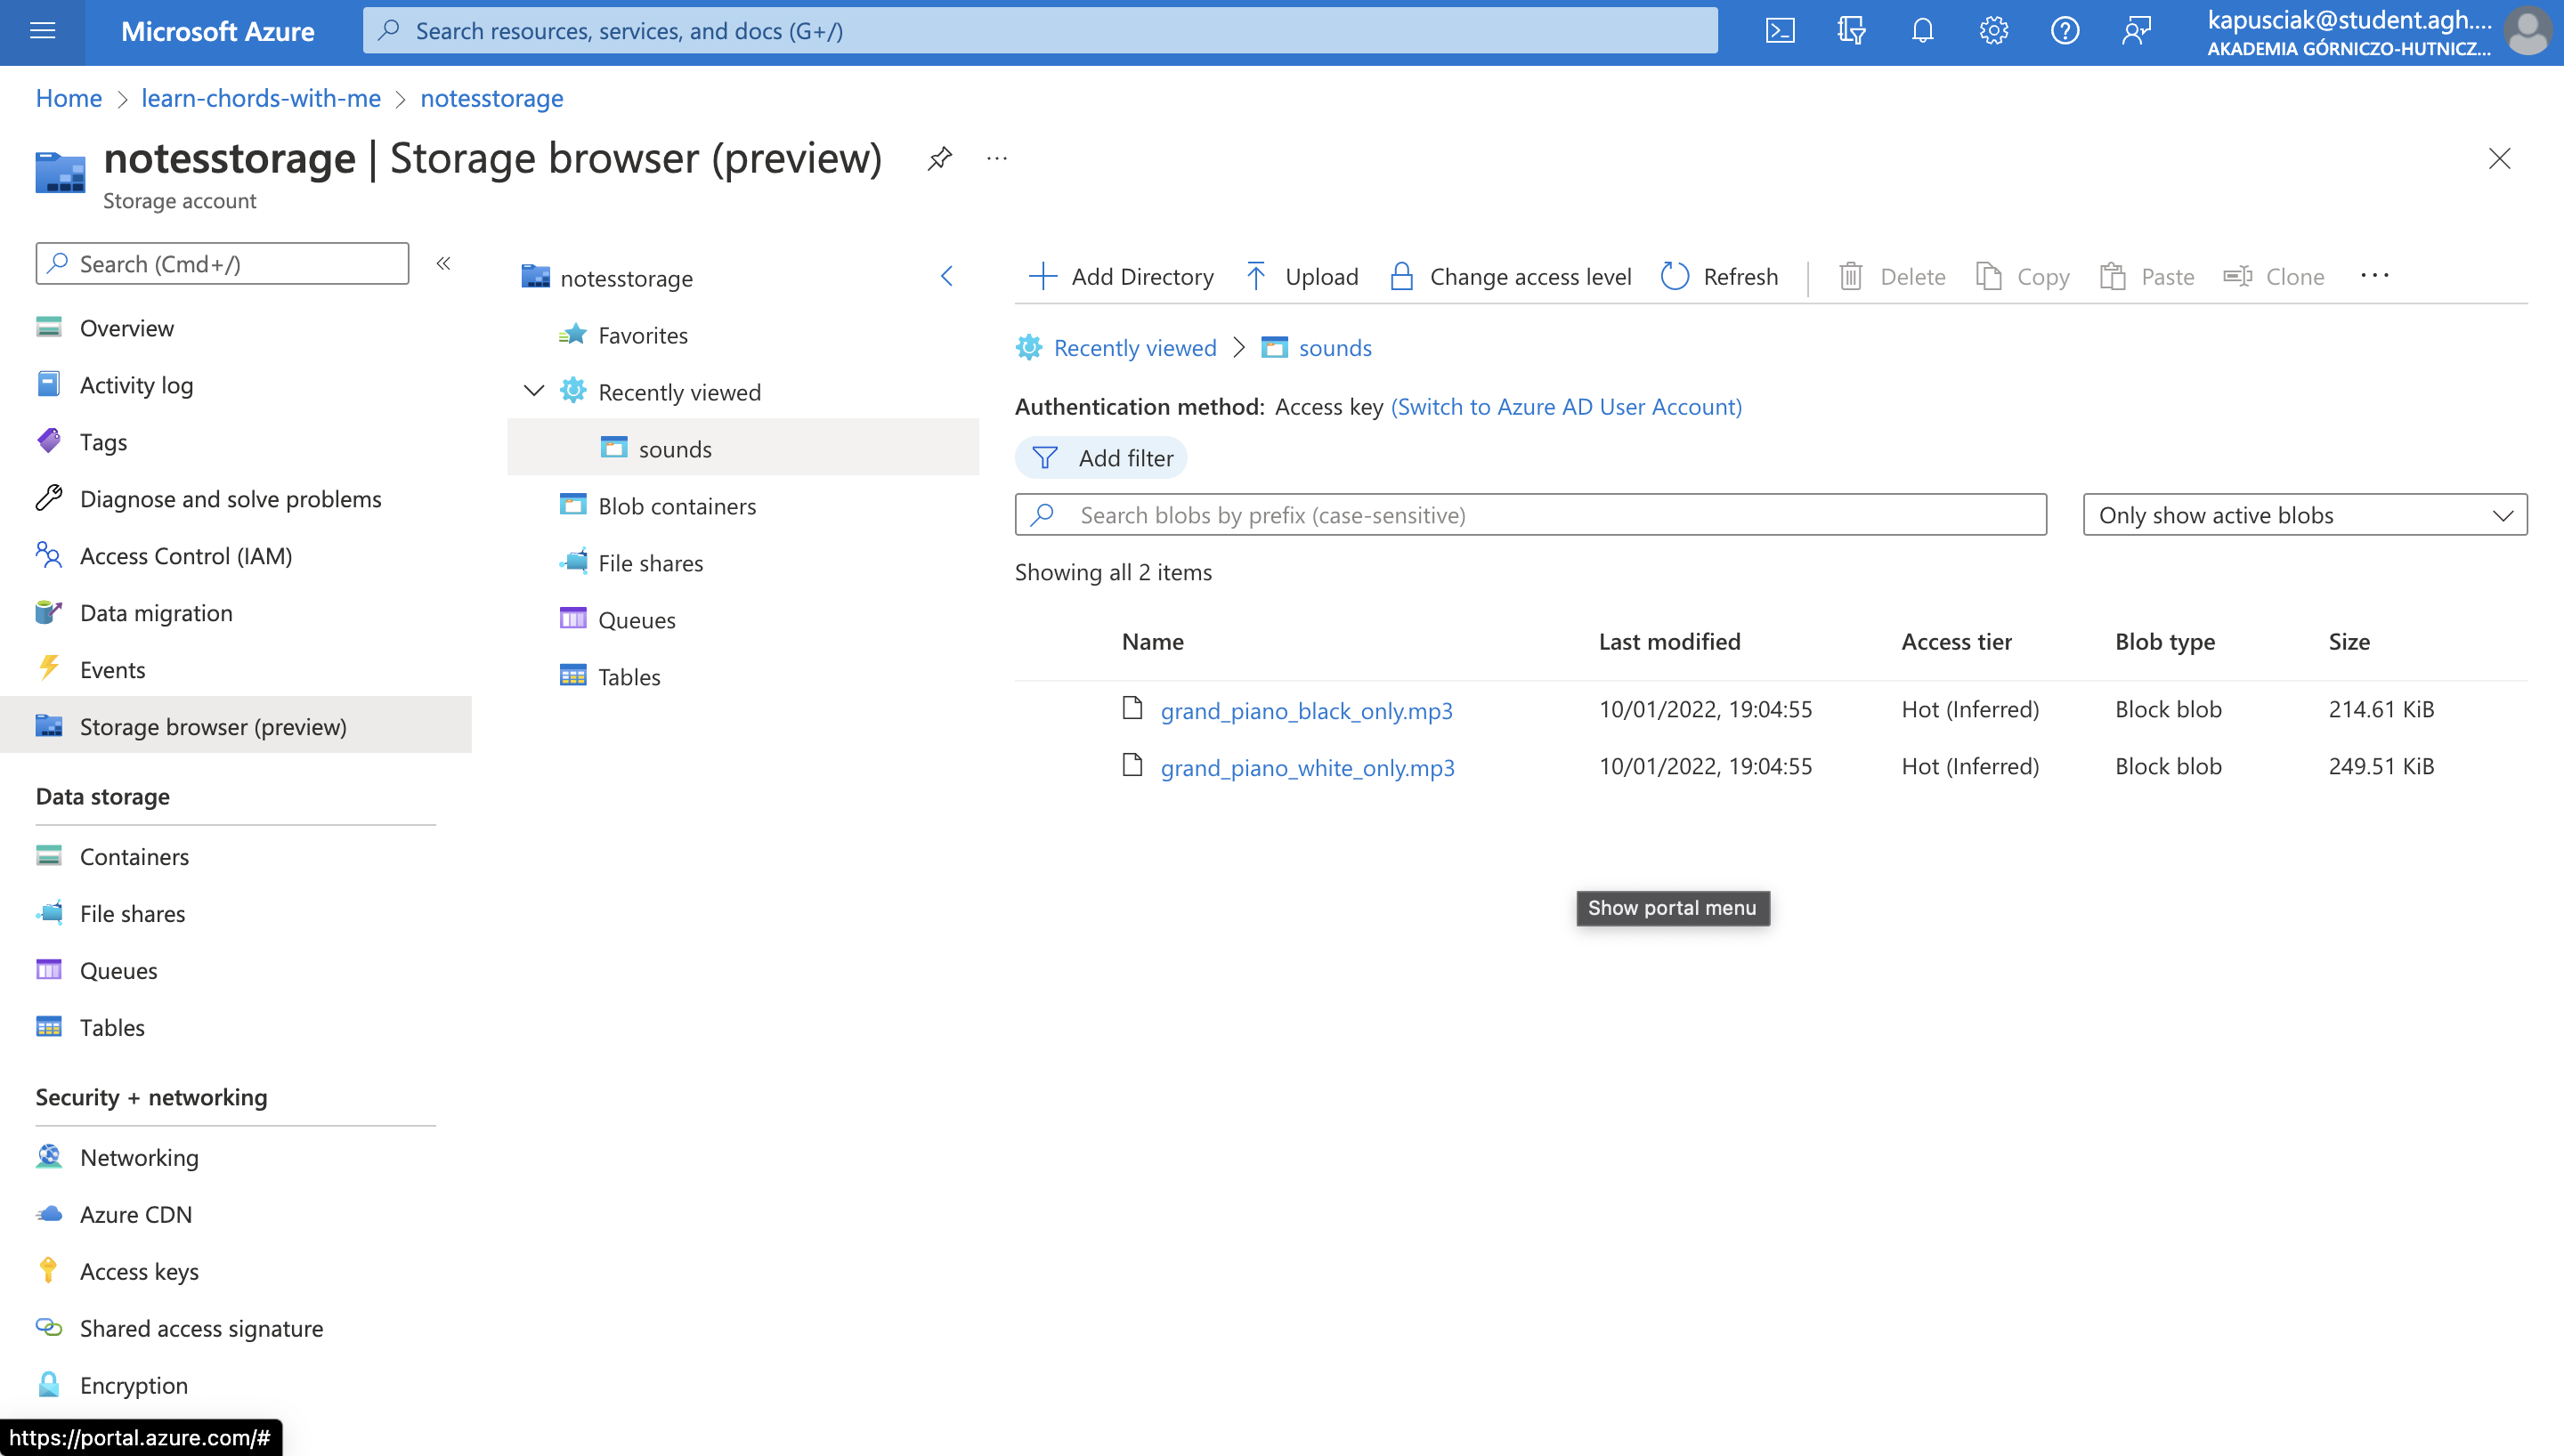 Microsoft Azure
Search resources, services, and docs (G+/)
kapusciak@student.agh....
AKADEMIA GÓRNICZO-HUTNICZ...
Home > learn-chords-with-me > notesstorage
notesstorage | Storage browser (preview)
...
Storage account
Search (Cmd+/)
«
Overview
Activity log
Tags
Diagnose and solve problems
Access Control (IAM)
Data migration
Events
Storage browser (preview)
Data storage
Containers
File shares
Queues
Tables
Security + networking
Networking
Azure CDN
Access keys
Shared access signature
Encryption
https://portal.azure.com/#
notesstorage
Favorites
Recently viewed
sounds
Blob containers
File shares
Queues
Tables
Add Directory Upload Change access level Refresh Delete Copy Paste Clone ...
Recently viewed > sounds
Authentication method: Access key (Switch to Azure AD User Account)
Add filter
Search blobs by prefix (case-sensitive)
Only show active blobs
Showing all 2 items
Name Last modified Access tier Blob type Size
grand_piano_black_only.mp3 10/01/2022, 19:04:55 Hot (Inferred) Block blob 214.61 KiB
grand_piano_white_only.mp3 10/01/2022, 19:04:55 Hot (Inferred) Block blob 249.51 KiB
Show portal menu